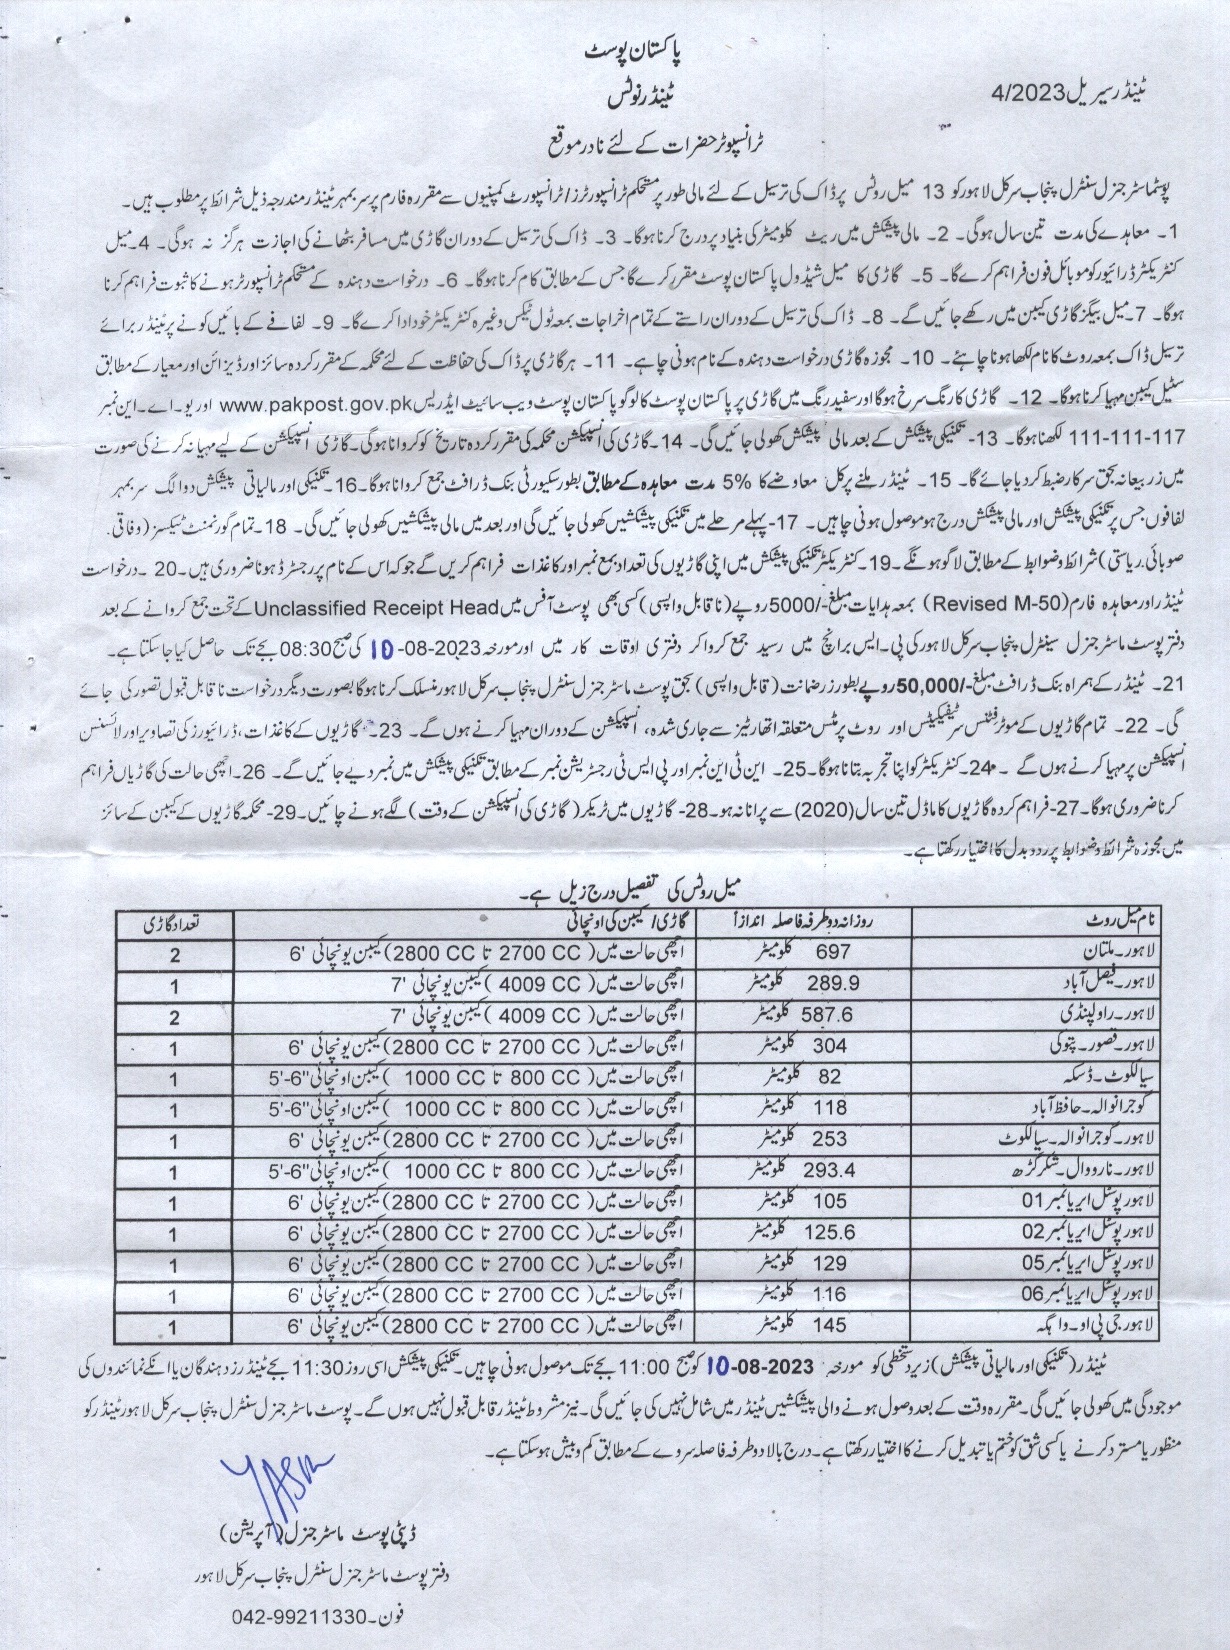 پاکستان پوسٹ
ٹینڈر سیریل 4/2023
ٹینڈر نوٹس
ٹرانسپوٹر حضرات کے لئے نادر موقع
پوسٹماسٹر جنرل سنٹرل پنجاب سرکل لاہور کو 13 میل روٹس پر ڈاک کی ترسیل کے لئے مالی طور پر مستحکم ٹرانسپورٹرز / ٹرانسپورٹ کمپنیوں سے مقررہ فارم پر سربمہر ٹینڈر مندرجہ ذیل شرائط پر مطلوب ہیں۔
1۔ معاہدے کی مدت تین سال ہوگی۔ 2۔ مالی پیشکش میں ریٹ کلومیٹر کی بنیاد پر درج کرنا ہوگا۔ 3۔ ڈاک کی ترسیل کے دوران گاڑی میں مسافر بٹھانے کی اجازت ہرگز نہ ہوگی۔ 4۔ میل
کنٹریکٹر ڈرائیور کو موبائل فون فراہم کرے گا۔ 5۔ گاڑی کا میل شیڈول پاکستان پوسٹ مقرر کرے گا جس کے مطابق کام کرنا ہوگا۔ 6۔ درخواست دہندہ کے مستحکم ٹرانسپورٹر ہونے کا ثبوت فراہم کرنا
ہوگا۔ 7۔ میل بیگز گاڑی کیبن میں رکھے جائیں گے۔ 8۔ ڈاک کی ترسیل کے دوران راستے کے تمام اخراجات بمعہ ٹول ٹیکس وغیرہ کنٹریکٹر خود ادا کرے گا۔ 9۔ لفافے کے بائیں کونے پر ٹینڈر برائے
ترسیل ڈاک بمعہ روٹ کا نام لکھا ہونا چاہئے۔ 10۔ مجوزہ گاڑی درخواست دہندہ کے نام ہونی چاہے۔ 11۔ ہر گاڑی پر ڈاک کی حفاظت کے لئے محکمہ کے مقرر کردہ سائز اور ڈیزائن اور معیار کے مطابق
سٹیل کیبن مہیا کرنا ہوگا۔ 12۔ گاڑی کا رنگ سرخ ہوگا اور سفید رنگ میں گاڑی پر پاکستان پوسٹ کا لوگو پاکستان پوسٹ ویب سائیٹ ایڈریس www.pakpost.gov.pk اور یو۔اے۔این نمبر
111-111-117 لکھنا ہوگا۔ 13- تکنیکی پیشکش کے بعد مالی پیشکش کھولی جائیں گی۔ 14۔ گاڑی کی انسپکشن محکمہ کی مقرر کردہ تاریخ کو کروانا ہوگی۔ گاڑی انسپکشن کے لیے مہیا نہ کرنے کی صورت
میں زر بیعانہ بحق سرکار ضبط کر دیا جائے گا۔ 15۔ ٹینڈر ملنے پر کل معاوضے کا 5% مدت معاہدہ کے مطابق بطور سکیورٹی بنک ڈرافٹ جمع کروانا ہوگا۔ 16۔ تکنیکی اور مالیاتی پیشکش دو الگ سربمہر
لفافوں جس پر تکنیکی پیشکش اور مالی پیشکش درج ہو موصول ہونی چاہیں۔ 17- پہلے مرحلے میں تکنیکی پیشکشیں کھولی جائیں گی اور بعد میں مالی پیشکشیں کھولی جائیں گی۔ 18۔ تمام گورنمنٹ ٹیکسز (وفاقی.
صوبائی، ریاستی) شرائط و ضوابط کے مطابق لاگو ہونگے۔ 19۔ کنٹریکٹر تکنیکی پیشکش میں اپنی گاڑیوں کی تعداد بمع نمبر اور کاغذات فراہم کریں گے جو کہ اس کے نام پر رجسٹرڈ ہونا ضروری ہیں۔ 20۔ درخواست
ٹینڈر اور معاہدہ فارم (Revised M-50) بمعہ ہدایات مبلغ -/5000 روپے (ناقابل واپسی) کسی بھی پوسٹ آفس میں Unclassified Receipt Head کے تحت جمع کروانے کے بعد
دفتر پوسٹ ماسٹر جنرل سینٹرل پنجاب سرکل لاہور کی پی۔ایس برانچ میں رسید جمع کروا کر دفتری اوقات کار میں اور مورخہ 10-08-2023 کی صبح 08:30 بجے تک حاصل کیا جا سکتا ہے۔
21۔ ٹینڈر کے ہمراہ بنک ڈرافٹ مبلغ -/50,000 روپے بطور زر ضمانت (قابل واپسی) بحق پوسٹ ماسٹر جنرل سنٹرل پنجاب سرکل لاہور منسلک کرنا ہوگا بصورت دیگر درخواست ناقابل قبول تصور کی جائے
گی۔ 22۔ تمام گاڑیوں کے موٹر فٹنس سرٹیفکیٹس اور روٹ پرمٹس متعلقہ اتھارٹیز سے جاری شدہ، انسپکشن کے دوران مہیا کرنے ہوں گے۔ 23۔ گاڑیوں کے کاغذات، ڈرائیورز کی تصاویر اور لائسنس
انسپکشن پر مہیا کرنے ہوں گے۔ 24۔ کنٹریکٹر کو اپنا تجربہ بتانا ہوگا۔ 25۔ این ٹی این نمبر اور پی ایس ٹی رجسٹریشن نمبر کے مطابق تکنیکی پیشکش میں نمبر دیے جائیں گے۔ 26۔ اچھی حالت کی گاڑیاں فراہم
کرنا ضروری ہوگا۔ 27- فراہم کردہ گاڑیوں کا ماڈل تین سال (2020) سے پرانا نہ ہو۔ 28- گاڑیوں میں ٹریکر (گاڑی کی انسپکشن کے وقت) لگے ہونے چائیں۔ 29- محکمہ گاڑیوں کے کیبن کے سائز
میں مجوزہ شرائط و ضوابط پر ردوبدل کا اختیار رکھتا ہے۔
میل روٹس کی تفصیل درج زیل ہے۔
نام میل روٹ روزانہ دو طرفہ فاصلہ اندازاً گاڑی / کیبن کی اونچائی تعداد گاڑی
لاہور۔ملتان 697 کلومیٹر اچھی حالت میں (2700 CC تا 2800 CC) کیبن یونچائی 6' 2
لاہور۔فیصل آباد 289.9 کلومیٹر اچھی حالت میں (4009 CC) کیبن یونچائی 7' 1
لاہور۔راولپنڈی 587.6 کلومیٹر اچھی حالت میں (4009 CC) کیبن یونچائی 7' 2
لاہور۔قصور۔پتوکی 304 کلومیٹر اچھی حالت میں (2700 CC تا 2800 CC) کیبن یونچائی 6' 1
سیالکوٹ۔ڈسکہ 82 کلومیٹر اچھی حالت میں (800 CC تا 1000 CC) کیبن اونچائی 5'-6" 1
گوجرانوالہ۔حافظ آباد 118 کلومیٹر اچھی حالت میں (800 CC تا 1000 CC) کیبن اونچائی 5'-6" 1
لاہور۔گوجرانوالہ۔سیالکوٹ 253 کلومیٹر اچھی حالت میں (2700 CC تا 2800 CC) کیبن یونچائی 6' 1
لاہور۔نارووال۔شکرگڑھ 293.4 کلومیٹر اچھی حالت میں (800 CC تا 1000 CC) کیبن اونچائی 5'-6" 1
لاہور پوسٹل ایریا نمبر 01 105 کلومیٹر اچھی حالت میں (2700 CC تا 2800 CC) کیبن یونچائی 6' 1
لاہور پوسٹل ایریا نمبر 02 125.6 کلومیٹر اچھی حالت میں (2700 CC تا 2800 CC) کیبن یونچائی 6' 1
لاہور پوسٹل ایریا نمبر 05 129 کلومیٹر اچھی حالت میں (2700 CC تا 2800 CC) کیبن یونچائی 6' 1
لاہور پوسٹل ایریا نمبر 06 116 کلومیٹر اچھی حالت میں (2700 CC تا 2800 CC) کیبن یونچائی 6' 1
لاہور جی پی او۔واہگہ 145 کلومیٹر اچھی حالت میں (2700 CC تا 2800 CC) کیبن یونچائی 6' 1
ٹینڈر (تکنیکی اور مالیاتی پیشکش) زیر دستخطی کو مورخہ 10-08-2023 کو صبح 11:00 بجے تک موصول ہونی چاہیں۔ تکنیکی پیشکش اسی روز 11:30 بجے ٹینڈرز دہندگان یا انکے نمائندوں کی
موجودگی میں کھولی جائیں گی۔ مقررہ وقت کے بعد وصول ہونے والی پیشکشیں ٹینڈر میں شامل نہیں کی جائیں گی۔ نیز مشروط ٹینڈر قابل قبول نہیں ہوں گے۔ پوسٹ ماسٹر جنرل سنٹرل پنجاب سرکل لاہور ٹینڈر کو
منظور یا مسترد کرنے یا کسی شق کو ختم یا تبدیل کرنے کا اختیار رکھتا ہے۔ درج بالا دو طرفہ فاصلہ سروے کے مطابق کم و بیش ہو سکتا ہے۔
ڈپٹی پوسٹ ماسٹر جنرل (آپریشن)
دفتر پوسٹ ماسٹر جنرل سنٹرل پنجاب سرکل لاہور
فون۔ 042-99211330